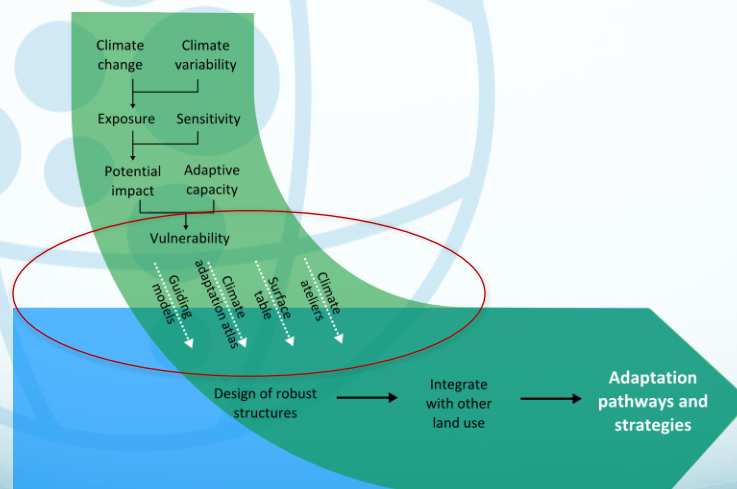 Climate
change
Climate
variability
Exposure
Sensitivity
Potential
impact
Adaptive
capacity
Vulnerability
Guiding
models
Climate
adaptation atlas
Surface
table
Climate
ateliers
Design of robust
structures
Integrate
with other
land use
Adaptation
pathways and
strategies